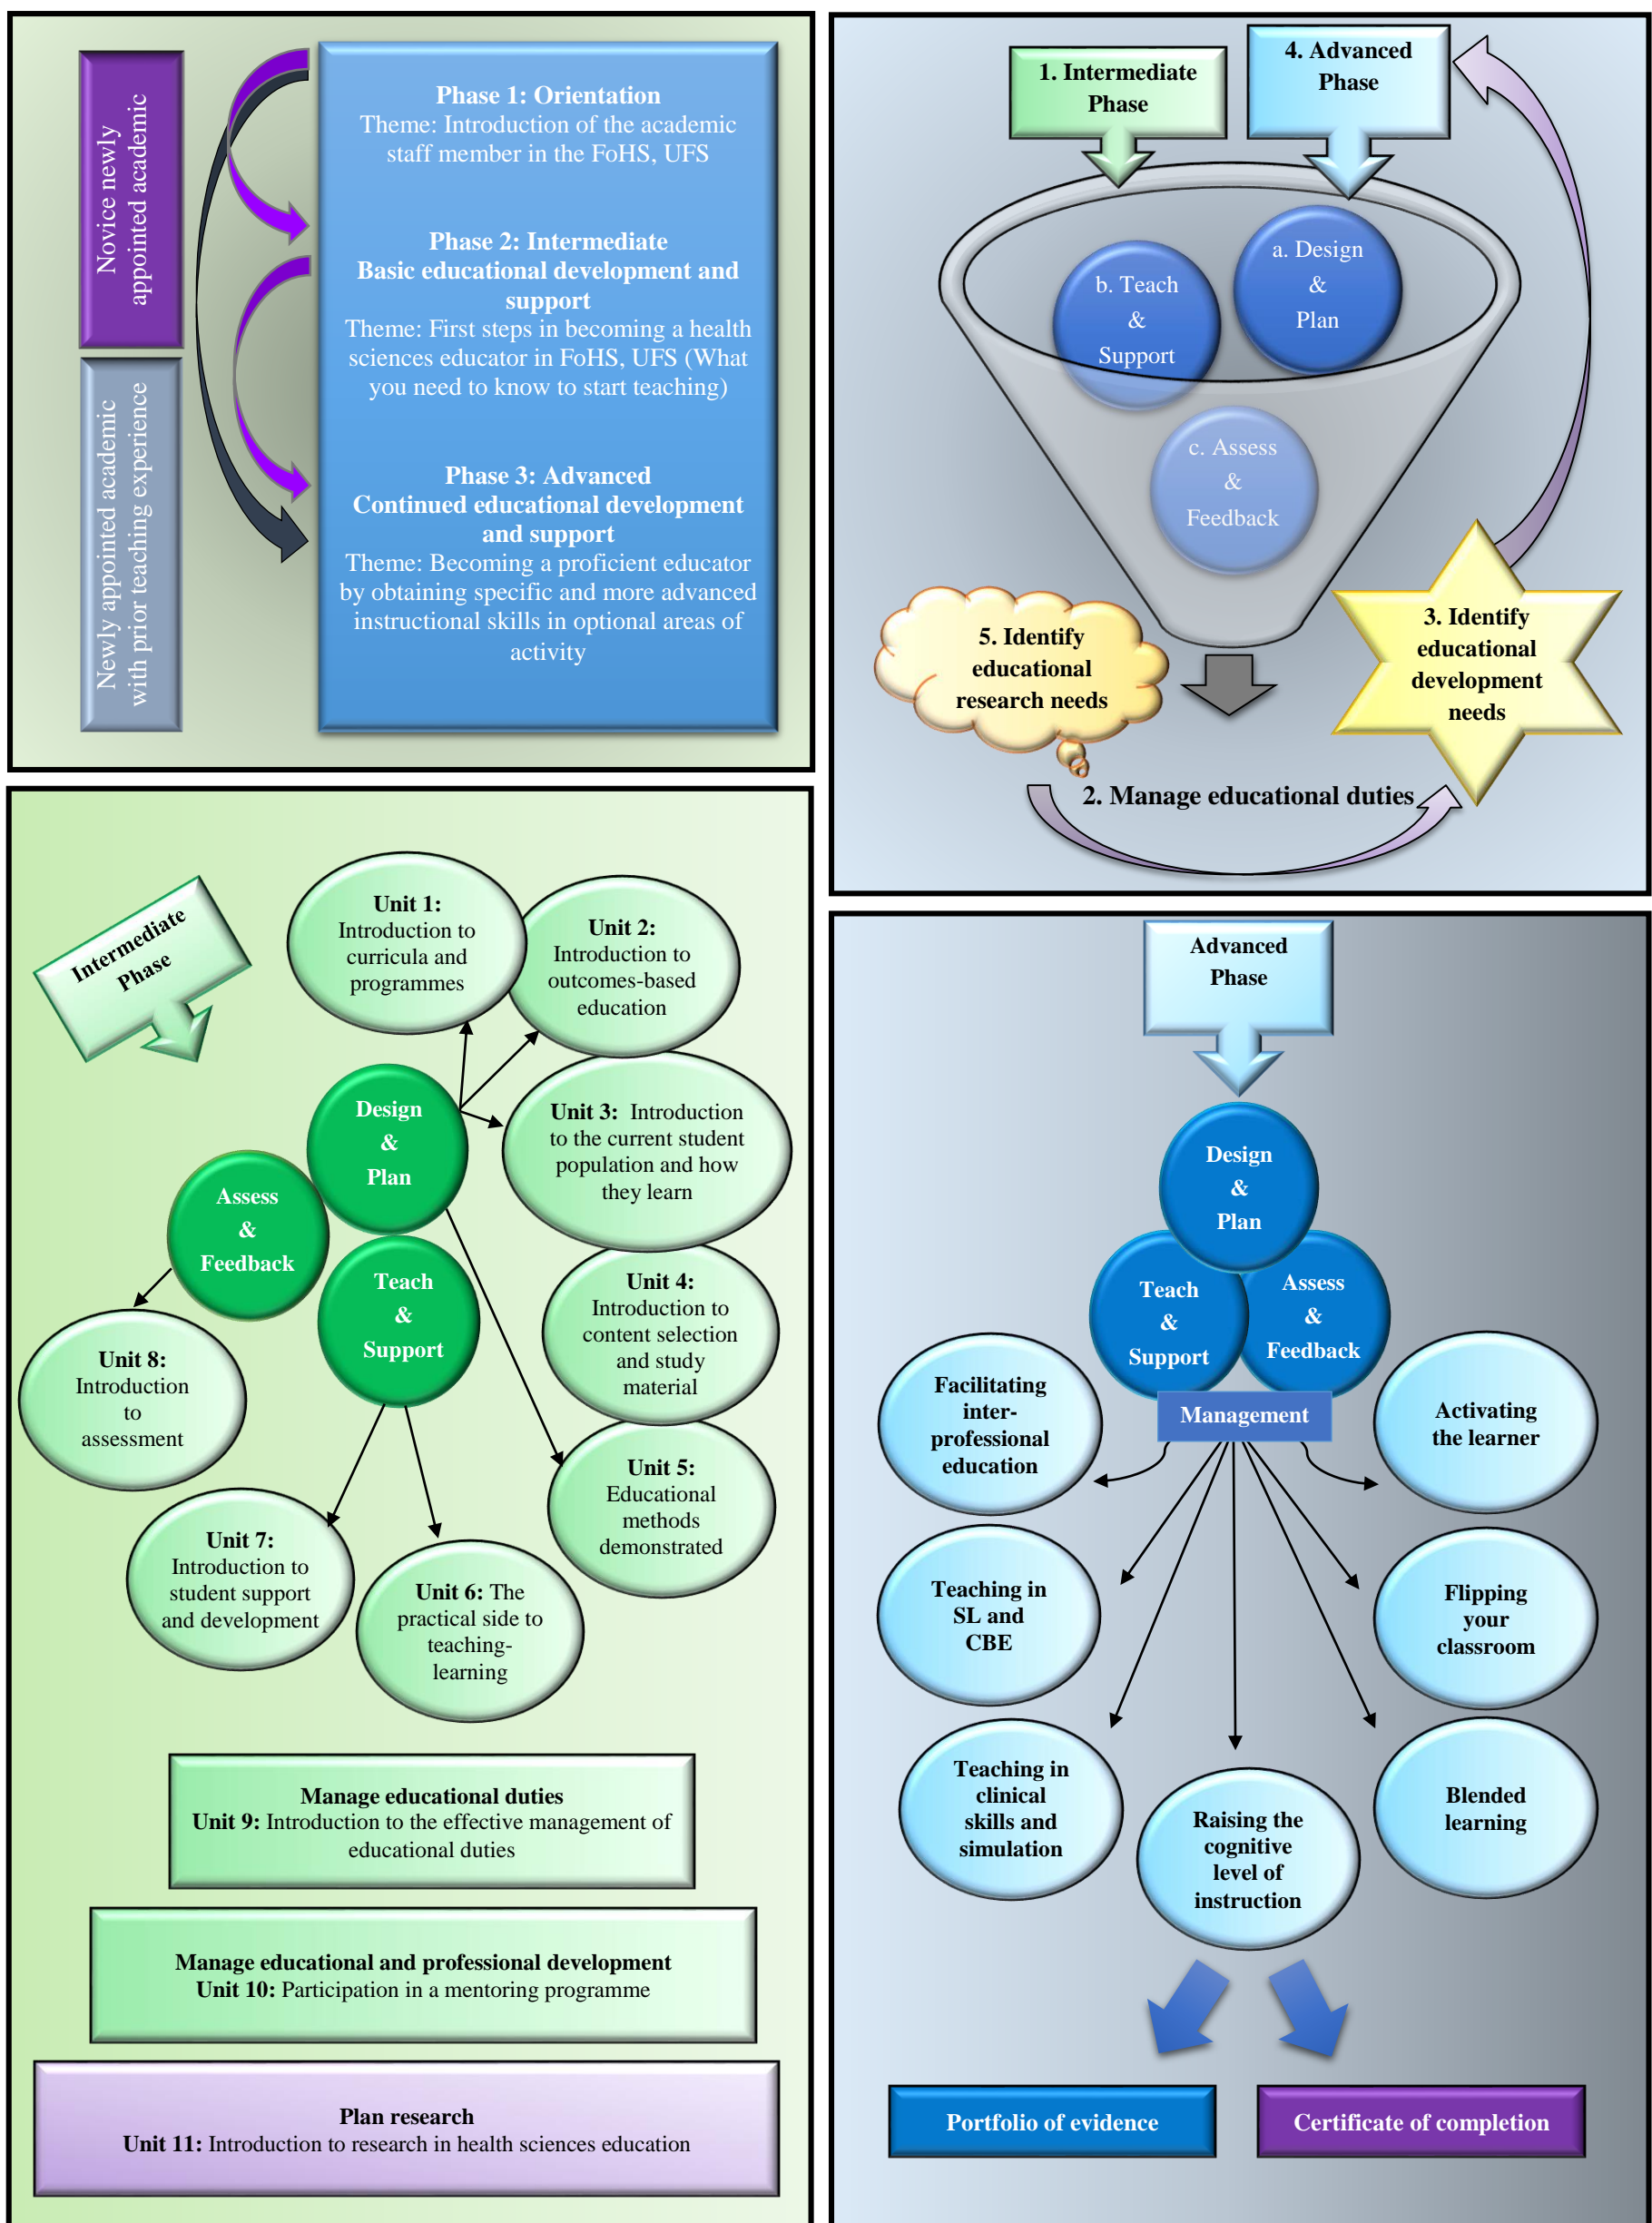 Novice newly
appointed academic
Newly appointed academic
with prior teaching experience
Phase 1: Orientation
Theme: Introduction of the academic
staff member in the FoHS, UFS
Phase 2: Intermediate
Basic educational development and
support
Theme: First steps in becoming a health
sciences educator in FoHS, UFS (What
you need to know to start teaching)
Phase 3: Advanced
Continued educational development
and support
Theme: Becoming a proficient educator
by obtaining specific and more advanced
instructional skills in optional areas of
activity
1. Intermediate
Phase
4. Advanced
Phase
a. Design
&
Plan
b. Teach
&
Support
c. Assess
&
Feedback
5. Identify
educational
research needs
3. Identify
educational
development
needs
2. Manage educational duties
Intermediate
Phase
Unit 1:
Introduction to
curricula and
programmes
Unit 2:
Introduction to
outcomes-based
education
Design
&
Plan
Unit 3: Introduction
to the current student
population and how
they learn
Assess
&
Feedback
Teach
&
Support
Unit 4:
Introduction to
content selection
and study
material
Unit 8:
Introduction
to
assessment
Unit 5:
Educational
methods
demonstrated
Unit 7:
Introduction to
student support
and development
Unit 6: The
practical side to
teaching-
learning
Manage educational duties
Unit 9: Introduction to the effective management of
educational duties
Manage educational and professional development
Unit 10: Participation in a mentoring programme
Plan research
Unit 11: Introduction to research in health sciences education
Advanced
Phase
Design
&
Plan
Teach
&
Support
Assess
&
Feedback
Management
Facilitating
inter-
professional
education
Activating
the learner
Teaching in
SL and
CBE
Flipping
your
classroom
Teaching in
clinical
skills and
simulation
Raising the
cognitive
level of
instruction
Blended
learning
Portfolio of evidence
Certificate of completion